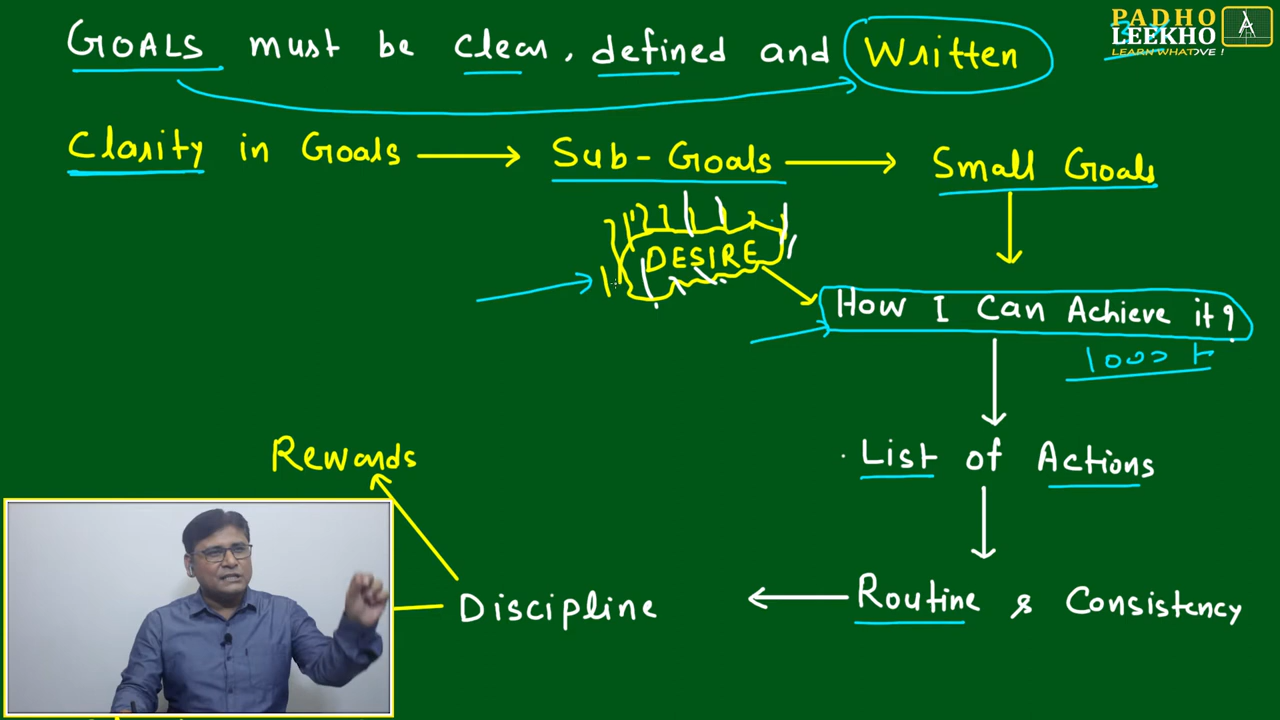 PADHO
LEEKHO
GOALS must be clear, defined and Written
Clarity in Goals → Sub-Goals → Small Goals
DESIRE
How I Can Achieve it?
1000 +
List of Actions
Rewards
Discipline ← Routine & Consistency